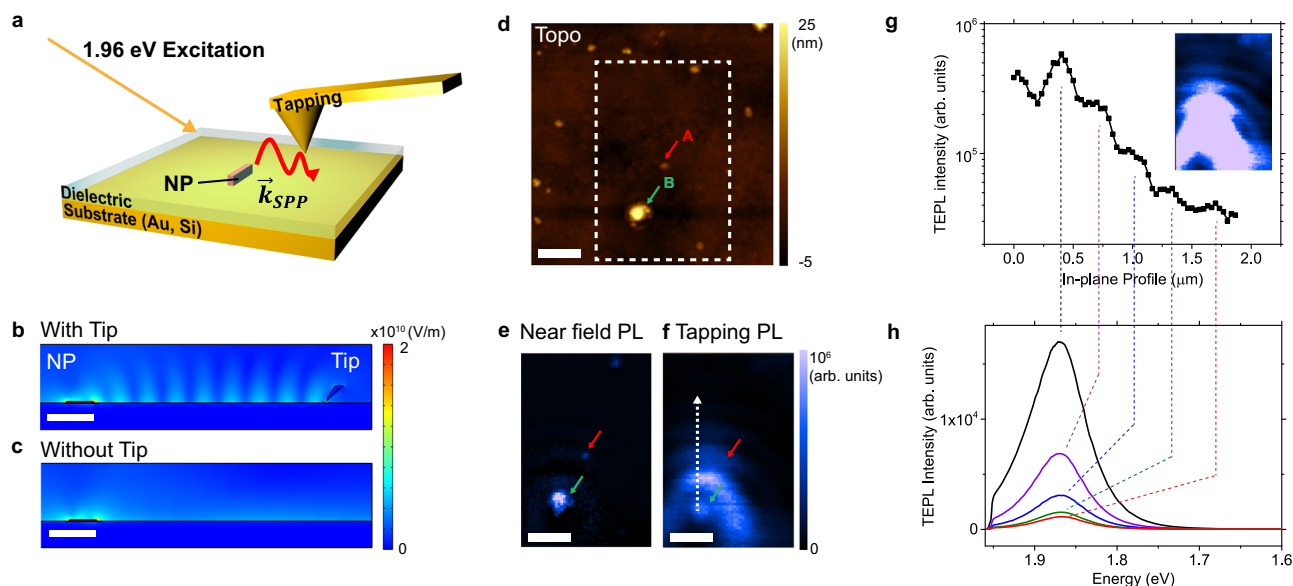 a
1.96 eV Excitation
Tapping
NP
k SPP
Dielectric
Substrate (Au, Si)
b With Tip
x10¹⁰ (V/m)
2
NP
Tip
c Without Tip
0
d
Topo
25
(nm)
A
B
-5
e Near field PL
f Tapping PL
10⁶
(arb. units)
0
g
TEPL intensity (arb. units)
10⁶
10⁵
0.0 0.5 1.0 1.5 2.0
In-plane Profile (μm)
h
TEPL Intensity (arb. units)
1x10⁴
0
1.9 1.8 1.7 1.6
Energy (eV)